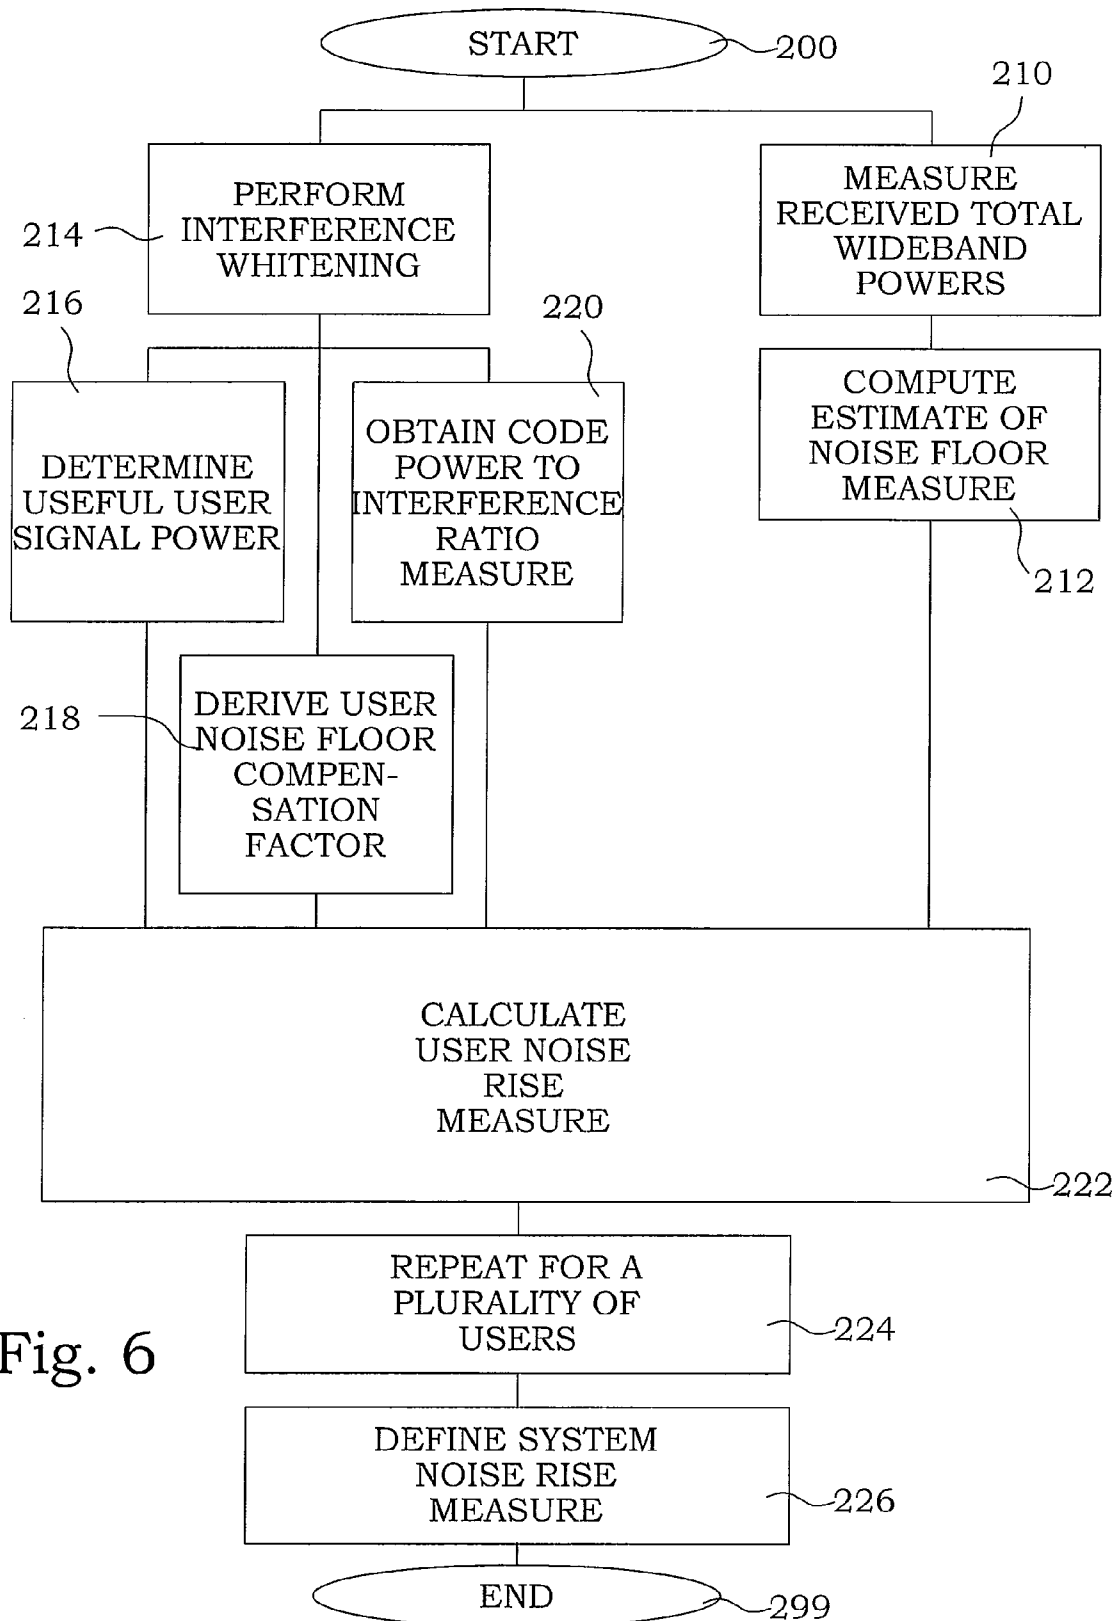 START
200
210
PERFORM
INTERFERENCE
WHITENING
214
MEASURE
RECEIVED TOTAL
WIDEBAND
POWERS
216
220
DETERMINE
USEFUL USER
SIGNAL POWER
OBTAIN CODE
POWER TO
INTERFERENCE
RATIO
MEASURE
COMPUTE
ESTIMATE OF
NOISE FLOOR
MEASURE
212
218
DERIVE USER
NOISE FLOOR
COMPEN-
SATION
FACTOR
CALCULATE
USER NOISE
RISE
MEASURE
222
REPEAT FOR A
PLURALITY OF
USERS
224
Fig. 6
DEFINE SYSTEM
NOISE RISE
MEASURE
226
END
299